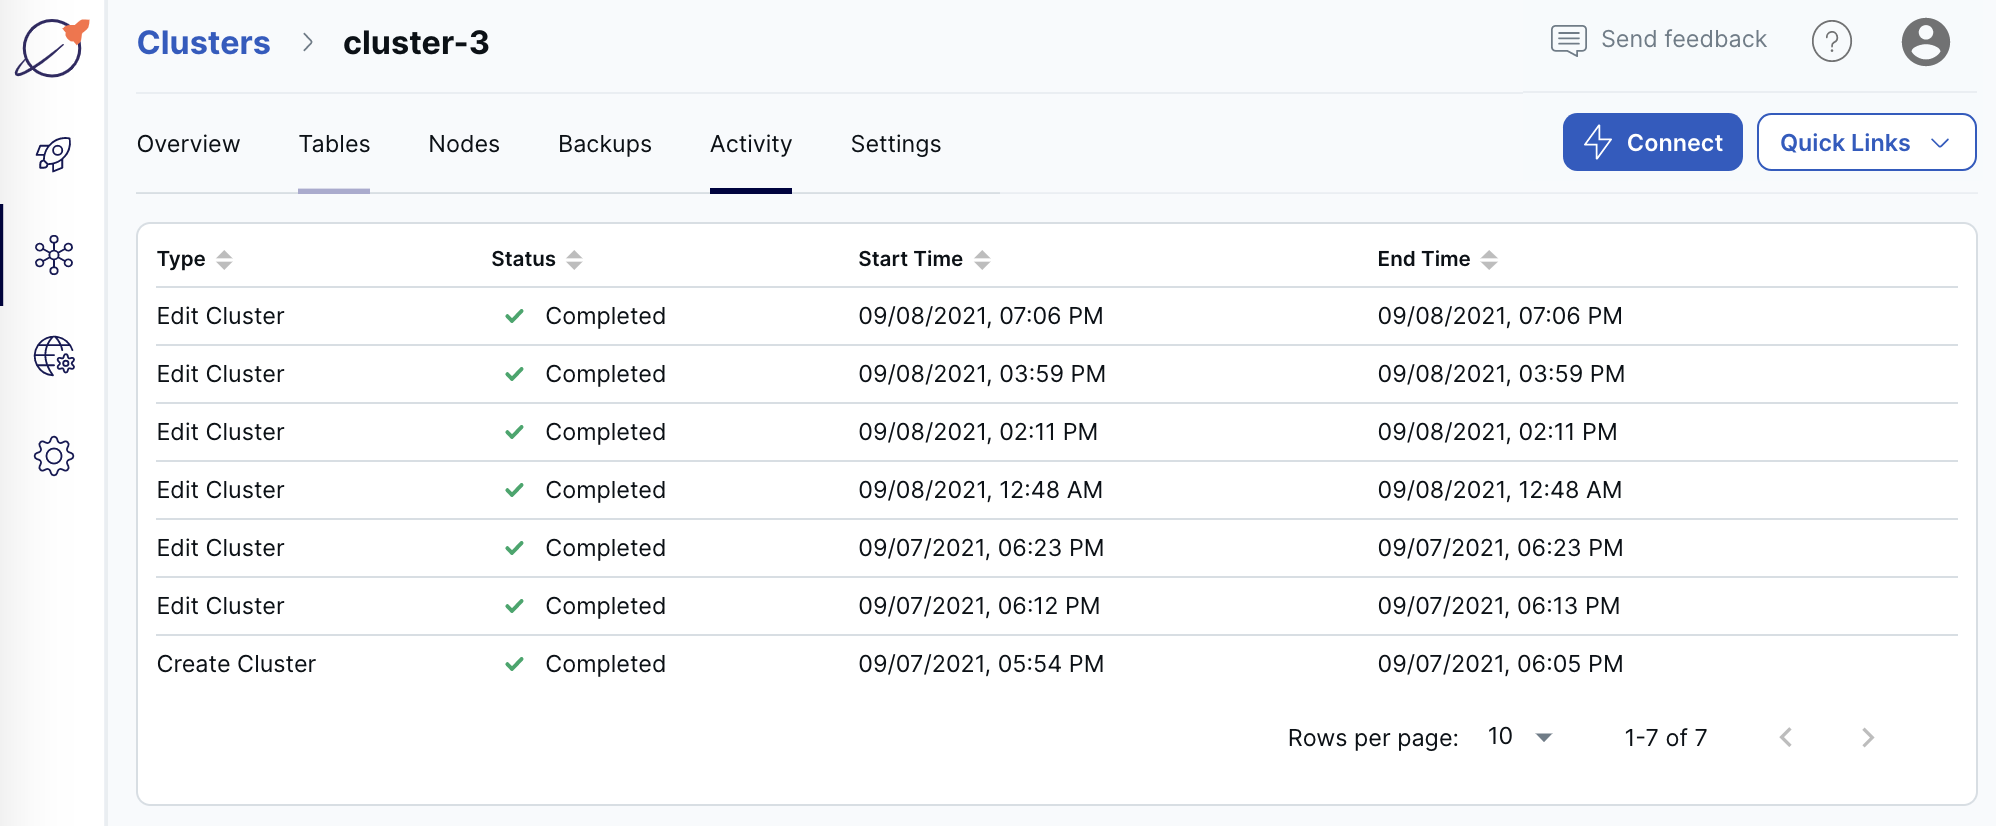 Clusters > cluster-3
Send feedback ?
Overview Tables Nodes Backups Activity Settings
Connect Quick Links
Type Status Start Time End Time
Edit Cluster Completed 09/08/2021, 07:06 PM 09/08/2021, 07:06 PM
Edit Cluster Completed 09/08/2021, 03:59 PM 09/08/2021, 03:59 PM
Edit Cluster Completed 09/08/2021, 02:11 PM 09/08/2021, 02:11 PM
Edit Cluster Completed 09/08/2021, 12:48 AM 09/08/2021, 12:48 AM
Edit Cluster Completed 09/07/2021, 06:23 PM 09/07/2021, 06:23 PM
Edit Cluster Completed 09/07/2021, 06:12 PM 09/07/2021, 06:13 PM
Create Cluster Completed 09/07/2021, 05:54 PM 09/07/2021, 06:05 PM
Rows per page: 10 1-7 of 7